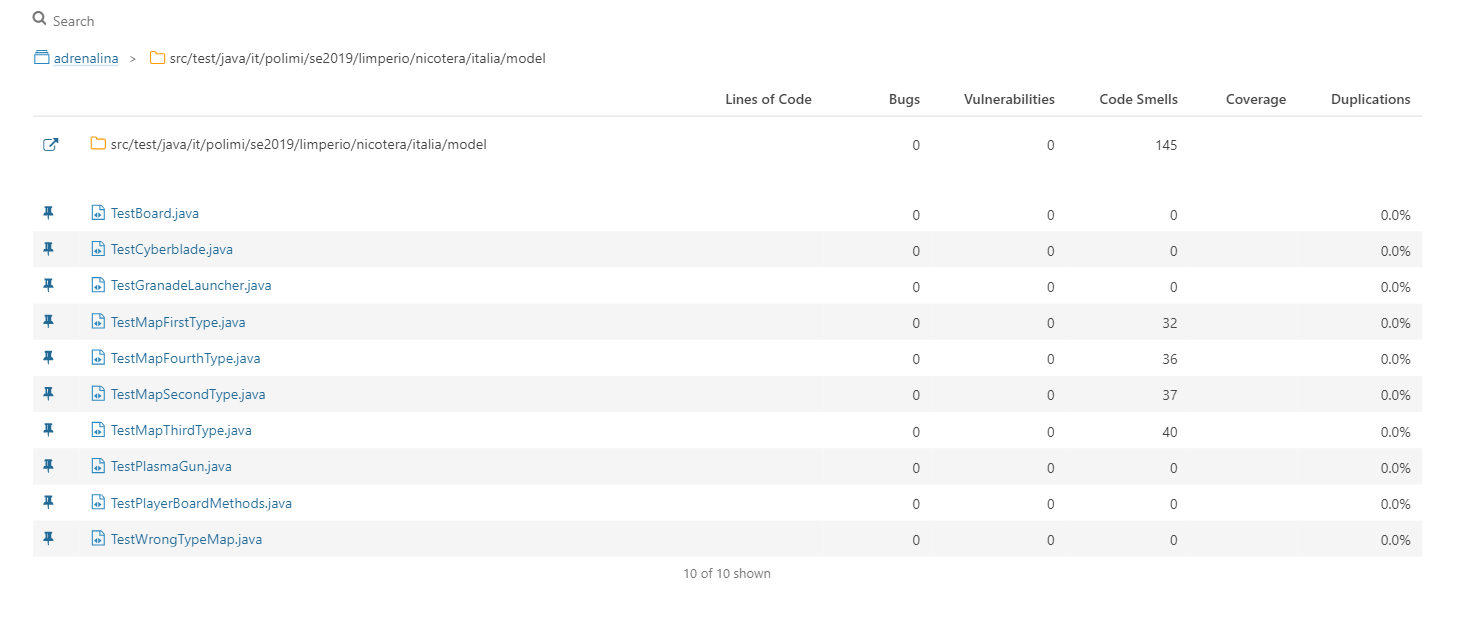 Search
adrenalina > src/test/java/it/polimi/se2019/limperio/nicotera/italia/model
Lines of Code Bugs Vulnerabilities Code Smells Coverage Duplications
src/test/java/it/polimi/se2019/limperio/nicotera/italia/model 0 0 145
TestBoard.java 0 0 0 0.0%
TestCyberblade.java 0 0 0 0.0%
TestGranadeLauncher.java 0 0 0 0.0%
TestMapFirstType.java 0 0 32 0.0%
TestMapFourthType.java 0 0 36 0.0%
TestMapSecondType.java 0 0 37 0.0%
TestMapThirdType.java 0 0 40 0.0%
TestPlasmaGun.java 0 0 0 0.0%
TestPlayerBoardMethods.java 0 0 0 0.0%
TestWrongTypeMap.java 0 0 0 0.0%
10 of 10 shown